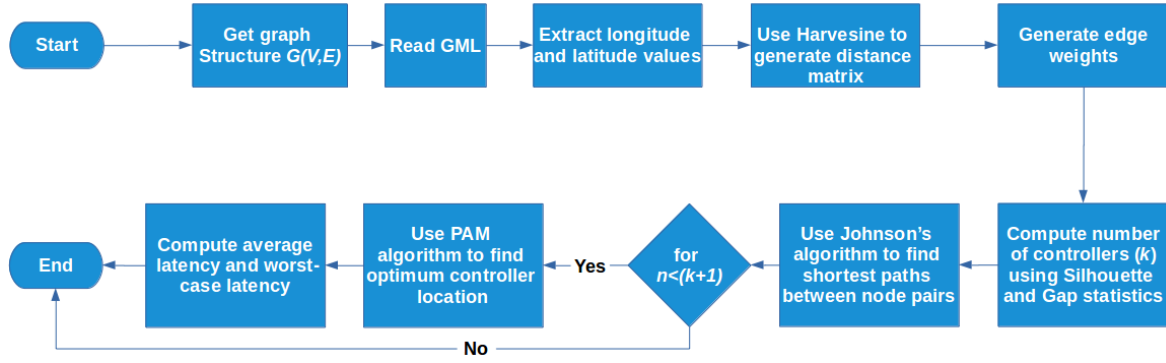 Start
Get graph
Structure G(V,E)
Read GML
Extract longitude
and latitude values
Use Harvesine to
generate distance
matrix
Generate edge
weights
Compute number
of controllers (k)
using Silhouette
and Gap statistics
Use Johnson's
algorithm to find
shortest paths
between node pairs
for
n<(k+1)
Yes
Use PAM
algorithm to find
optimum controller
location
Compute average
latency and worst-
case latency
End
No